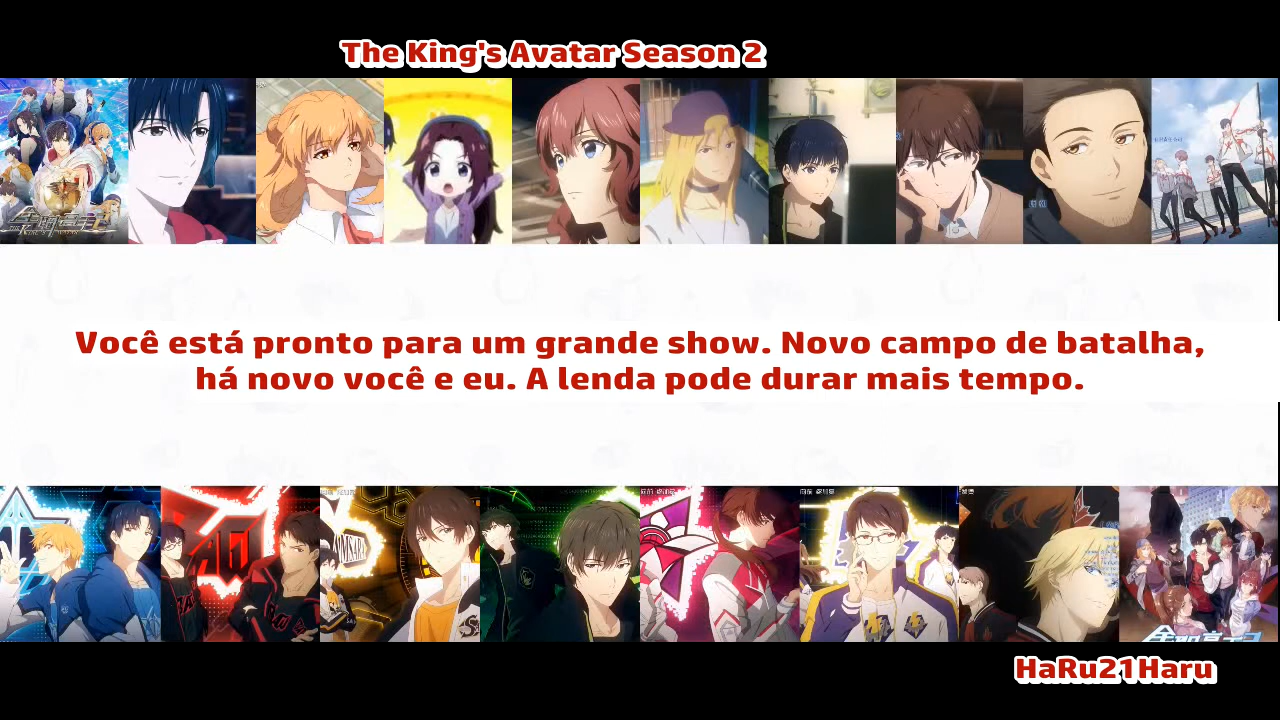 The King's Avatar Season 2
Você está pronto para um grande show. Novo campo de batalha,
há novo você e eu. A lenda pode durar mais tempo.
HaRu21Haru